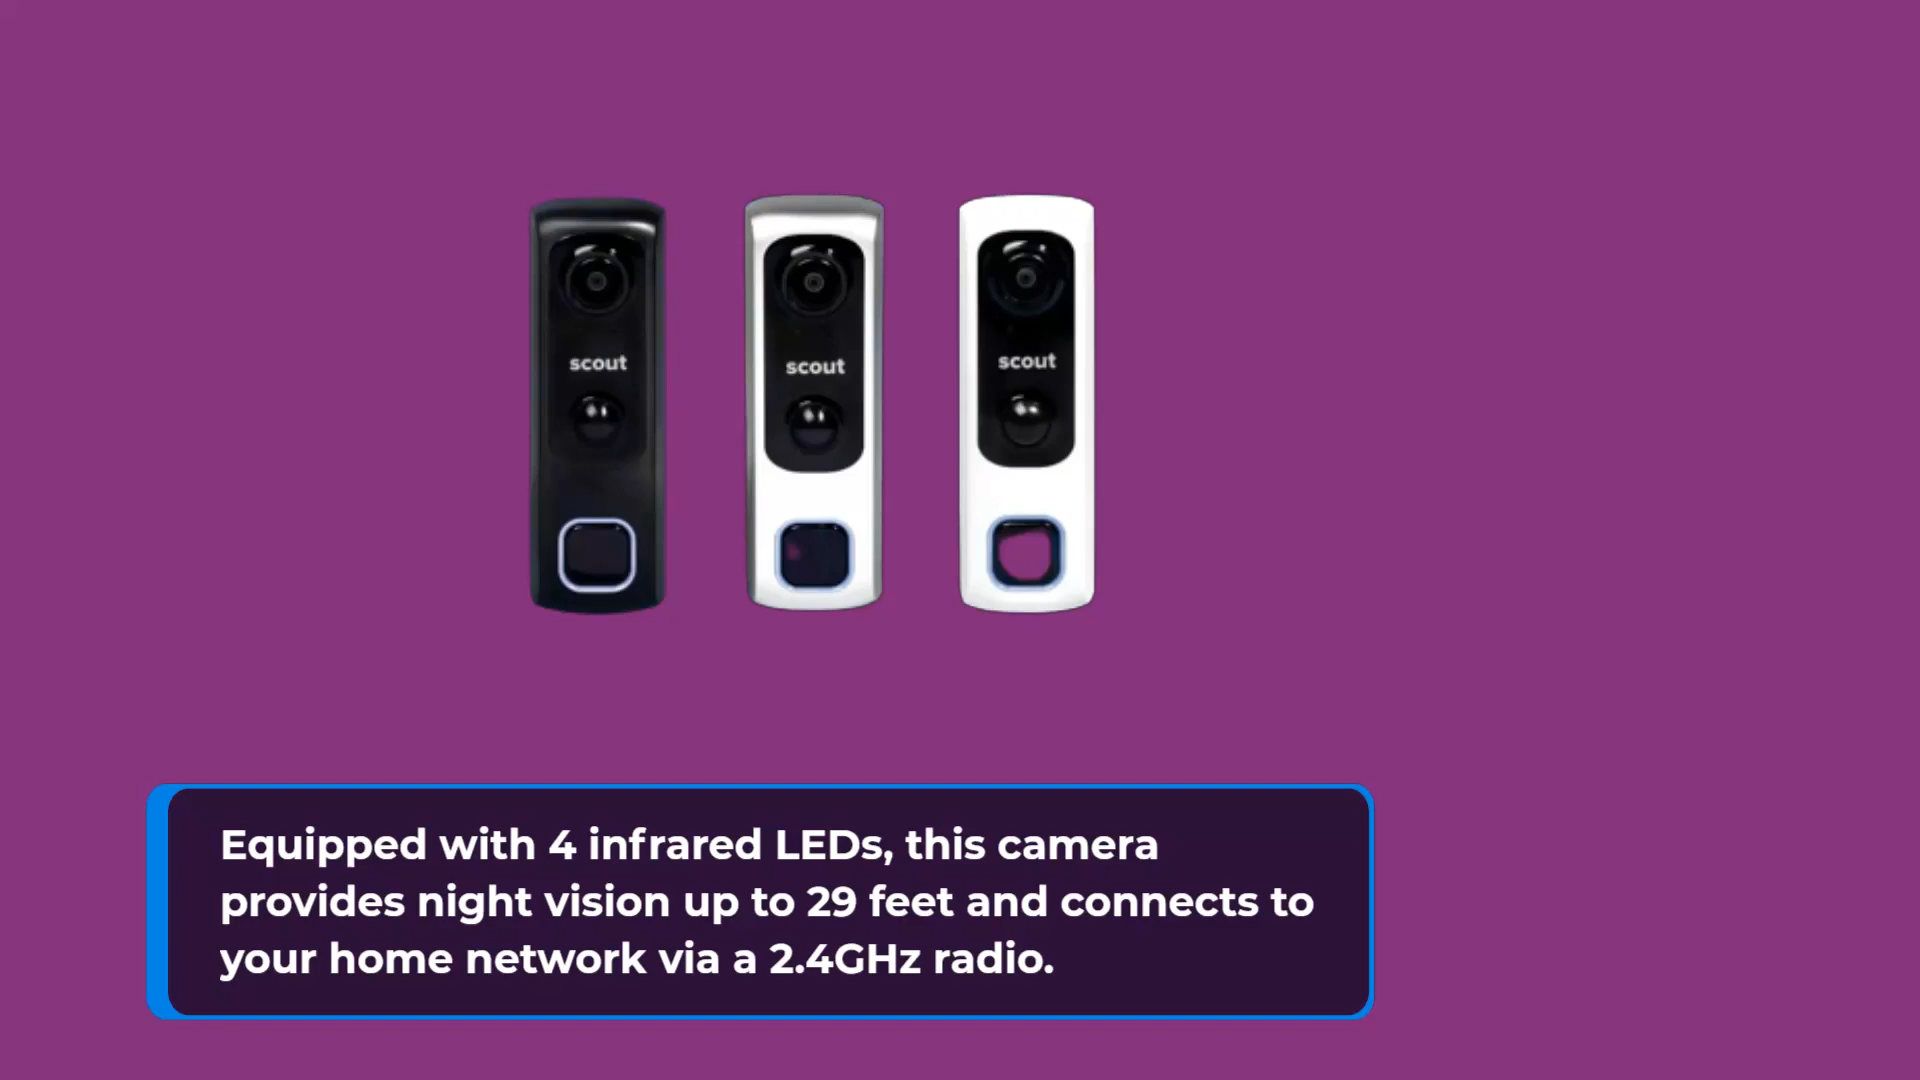 scout
scout
scout
Equipped with 4 infrared LEDs, this camera
provides night vision up to 29 feet and connects to
your home network via a 2.4GHz radio.